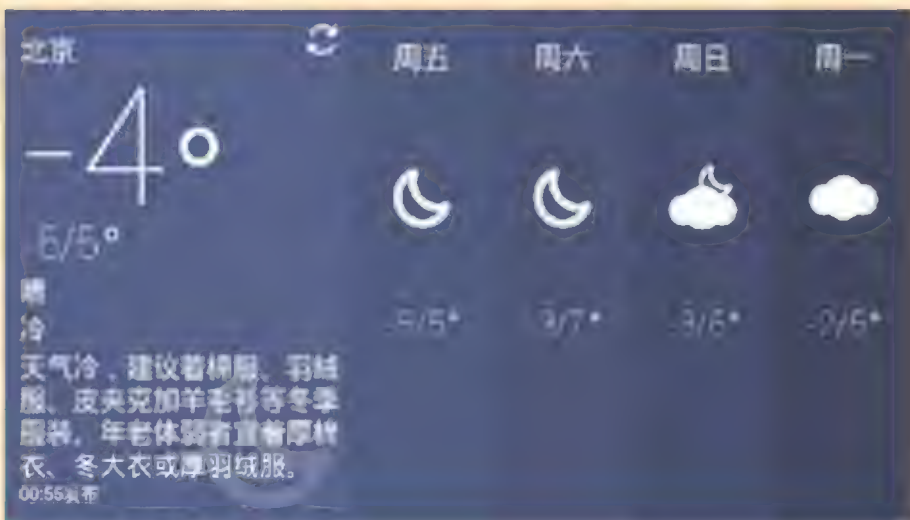 北京
-4°
-5/5°
晴
冷
天气冷，建议着棉服、羽绒
服、皮夹克加羊毛衫等冬季
服装。年老体弱者宜着厚棉
衣、冬大衣或厚羽绒服。
00:55发布
周五
周六
周日
周一
-5/5°
-3/7°
-3/6°
-2/6°